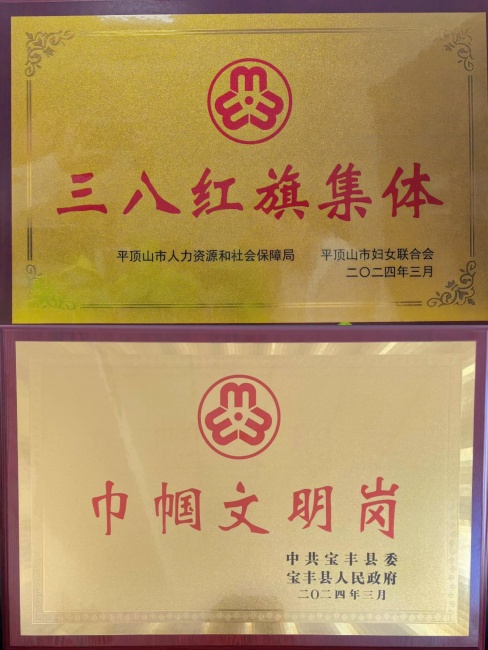 三八红旗集体
平顶山市人力资源和社会保障局 平顶山市妇女联合会
二〇二四年三月
巾帼文明岗
中共宝丰县委
宝丰县人民政府
二〇二四年三月